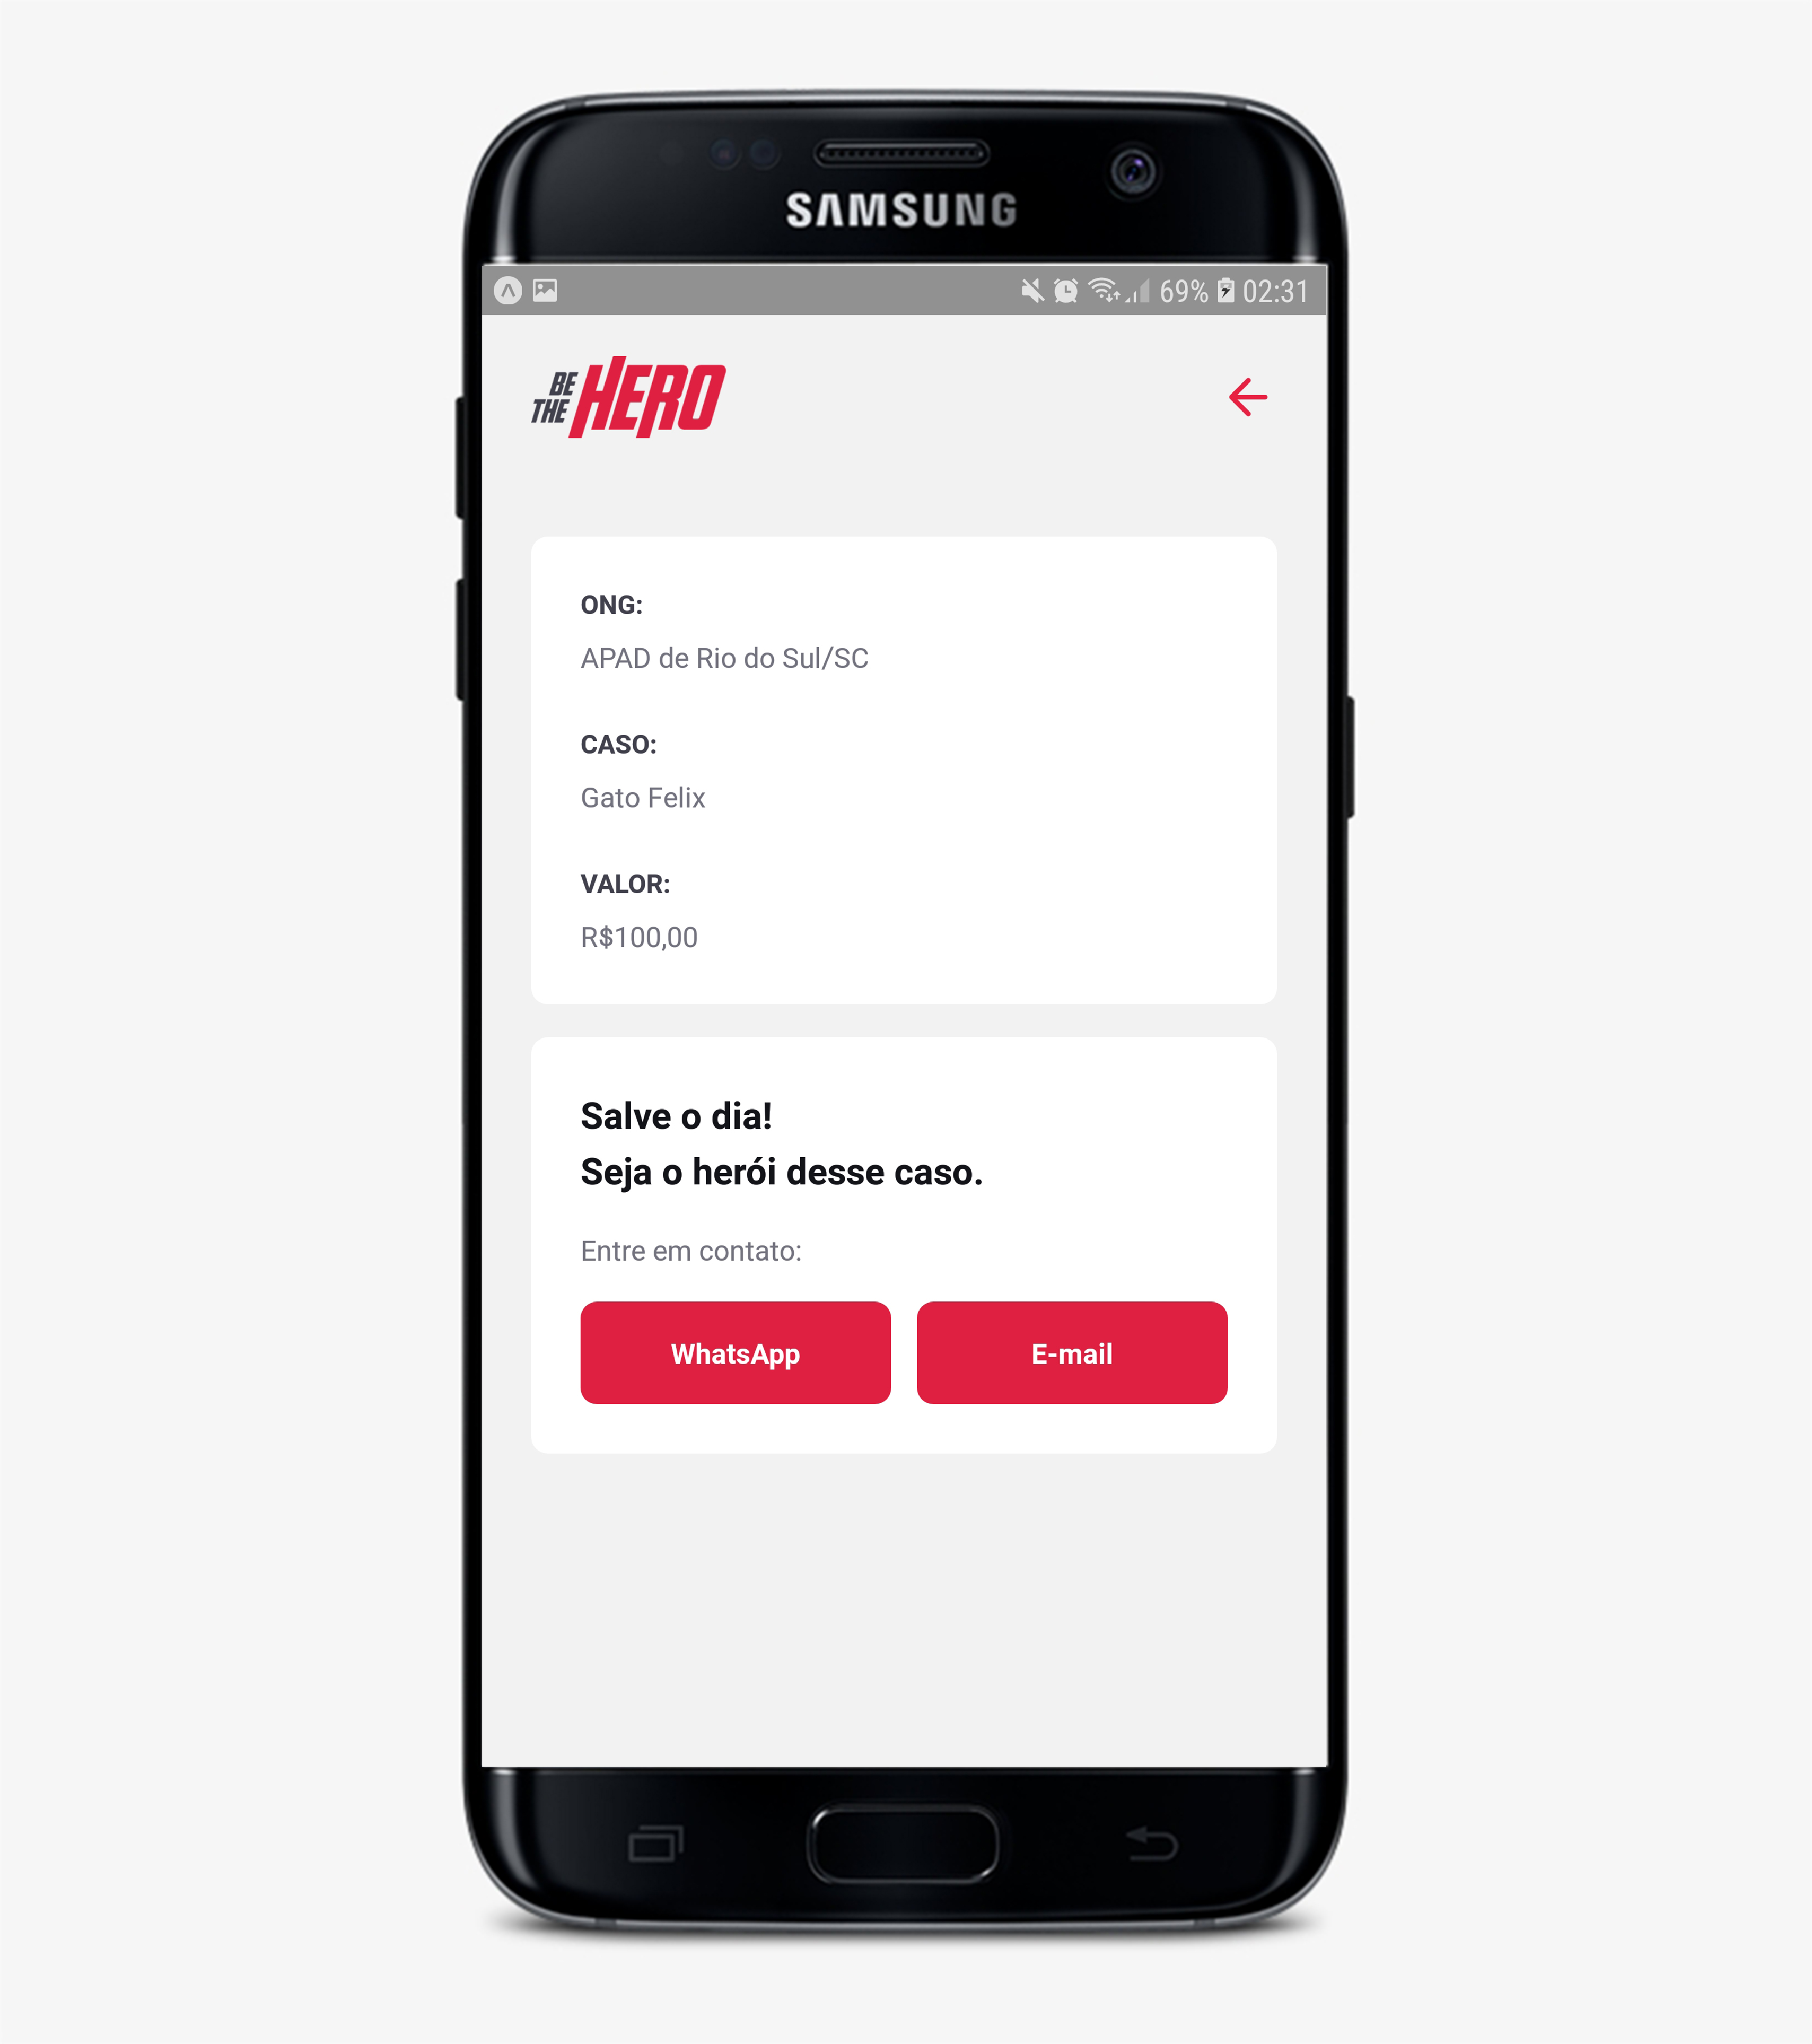 SAMSUNG
69% 02:31
BE THE HERO
ONG:
APAD de Rio do Sul/SC
CASO:
Gato Felix
VALOR:
R$100,00
Salve o dia!
Seja o herói desse caso.
Entre em contato:
WhatsApp
E-mail